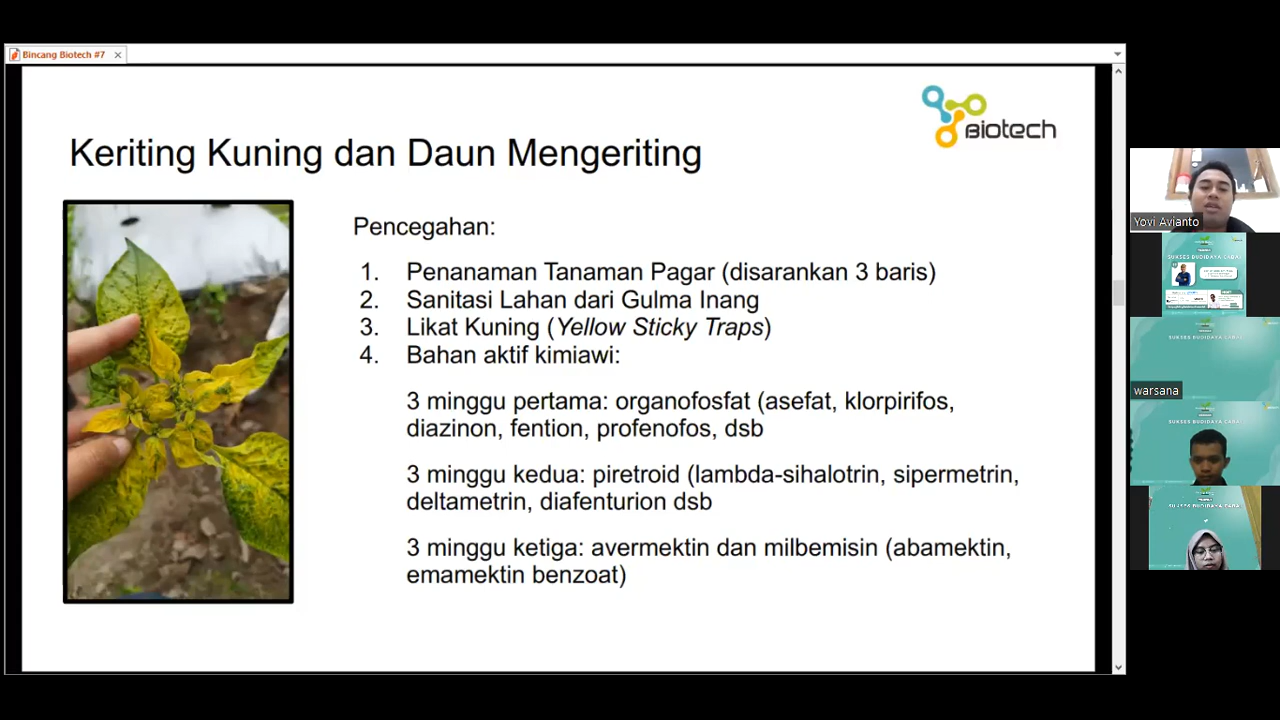 Bincang Biotech #7
Biotech
Keriting Kuning dan Daun Mengeriting
Pencegahan:
1. Penanaman Tanaman Pagar (disarankan 3 baris)
2. Sanitasi Lahan dari Gulma Inang
3. Likat Kuning (Yellow Sticky Traps)
4. Bahan aktif kimiawi:
3 minggu pertama: organofosfat (asefat, klorpirifos,
diazinon, fention, profenofos, dsb
3 minggu kedua: piretroid (lambda-sihalotrin, sipermetrin,
deltametrin, diafenturion dsb
3 minggu ketiga: avermektin dan milbemisin (abamektin,
emamektin benzoat)
Yovi Avianto
SUKSES BUDIDAYA CABAI
warsana